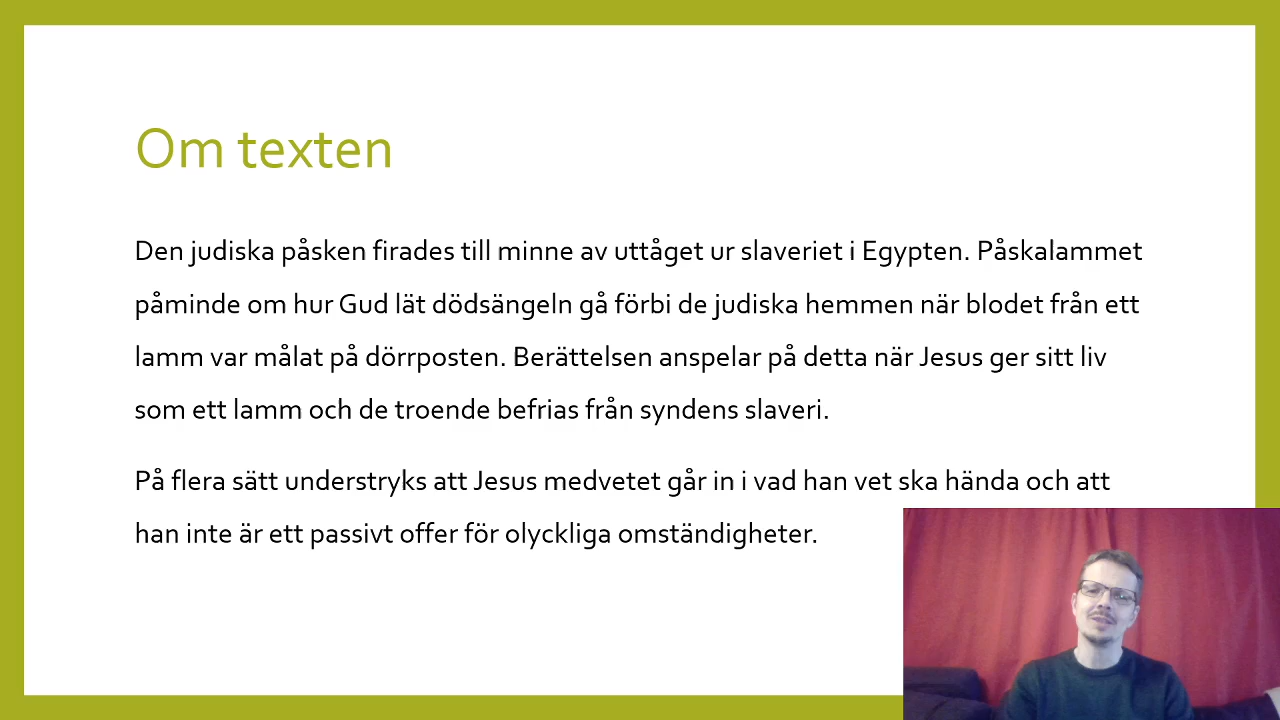 Om texten
Den judiska påsken firades till minne av uttåget ur slaveriet i Egypten. Påskalammet
påminde om hur Gud lät dödsängeln gå förbi de judiska hemmen när blodet från ett
lamm var målat på dörrposten. Berättelsen anspelar på detta när Jesus ger sitt liv
som ett lamm och de troende befrias från syndens slaveri.
På flera sätt understryks att Jesus medvetet går in i vad han vet ska hända och att
han inte är ett passivt offer för olyckliga omständigheter.